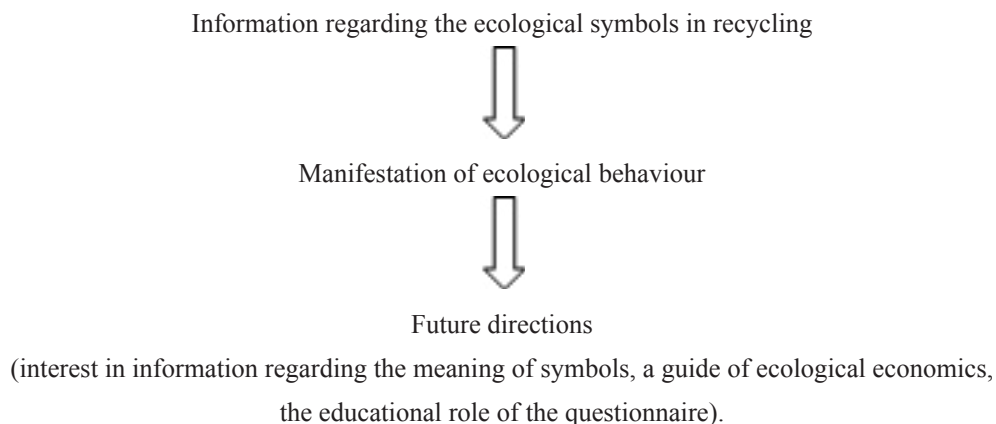 Information regarding the ecological symbols in recycling
Manifestation of ecological behaviour
Future directions
(interest in information regarding the meaning of symbols, a guide of ecological economics,
the educational role of the questionnaire).